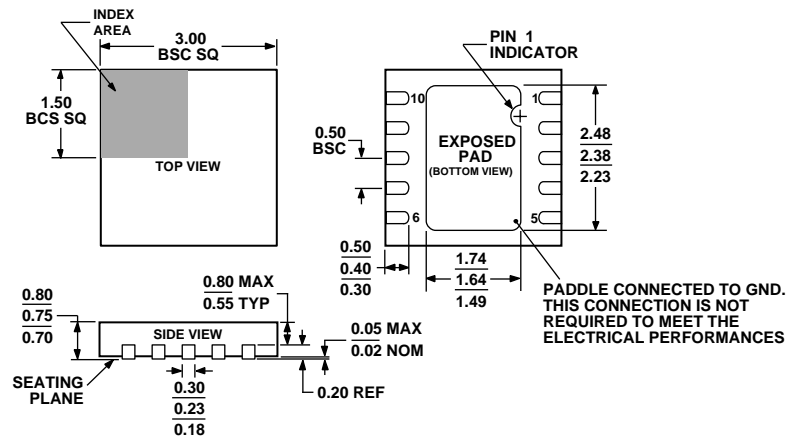 INDEX
AREA
3.00
BSC SQ
1.50
BCS SQ
TOP VIEW
PIN 1
INDICATOR
10
1
0.50
BSC
EXPOSED
PAD
(BOTTOM VIEW)
2.48
2.38
2.23
6
5
0.50
0.40
0.30
1.74
1.64
1.49
PADDLE CONNECTED TO GND.
THIS CONNECTION IS NOT
REQUIRED TO MEET THE
ELECTRICAL PERFORMANCES
0.80 MAX
0.55 TYP
0.80
0.75
0.70
SIDE VIEW
0.05 MAX
0.02 NOM
SEATING
PLANE
0.30
0.23
0.18
0.20 REF